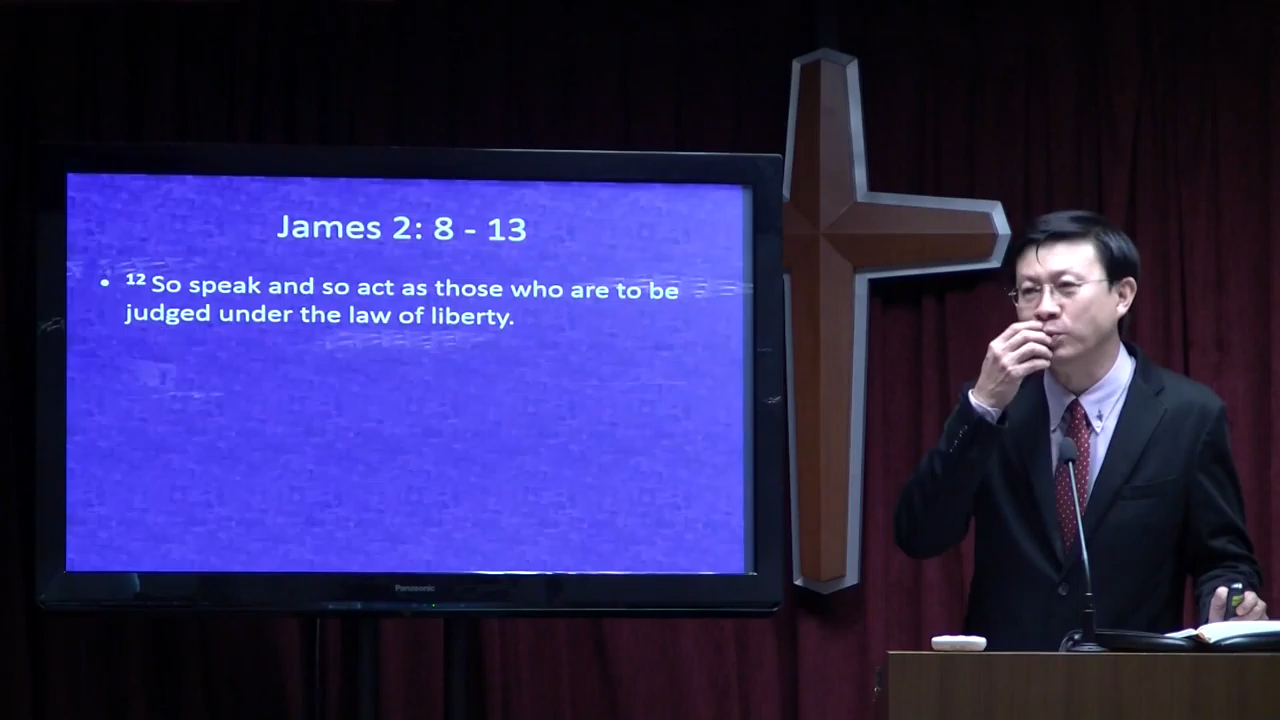 James 2: 8 - 13
• ¹² So speak and so act as those who are to be
judged under the law of liberty.
Panasonic